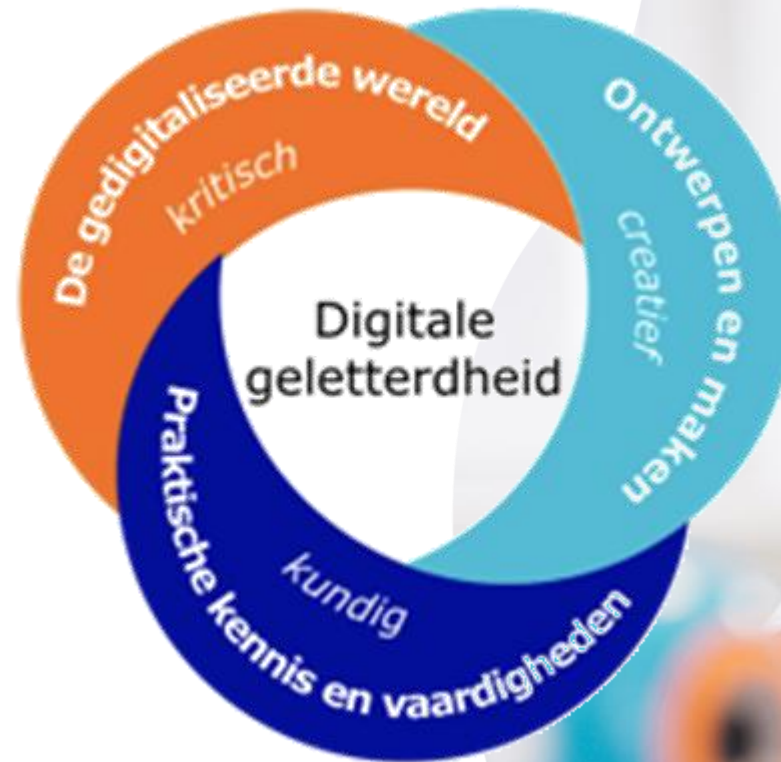 De gedigitaliseerde wereld
kritisch
Ontwerpen en maken
creatief
Digitale
geletterdheid
Praktische kennis en vaardigheden
kundig